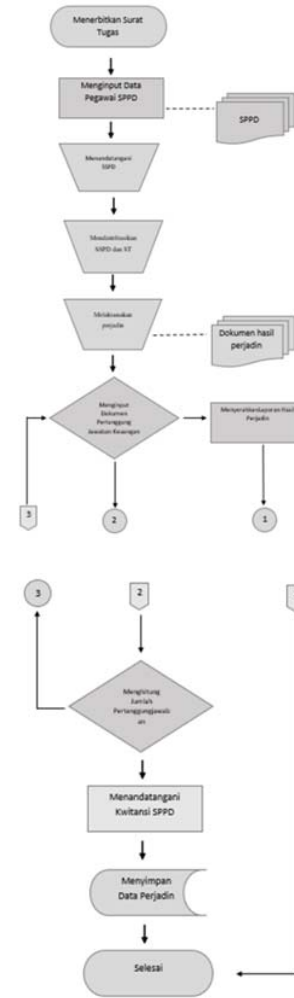 Menerbitkan Surat
Tugas
Menginput Data
Pegawai SPPD
SPPD
Menandatangani
SSPD
Mendistribusikan
SSPD dan ST
Melaksanakan
perjadin
Dokumen hasil
perjadin
Menginput
Dokumen
Pertanggung
Jawaban Keuangan
Menyerahkan Laporan Hasil
Perjadin
3
2
1
3
2
Menghitung
Jumlah
Pertanggungjawab
an
Menandatangani
Kwitansi SPPD
Menyimpan
Data Perjadin
Selesai